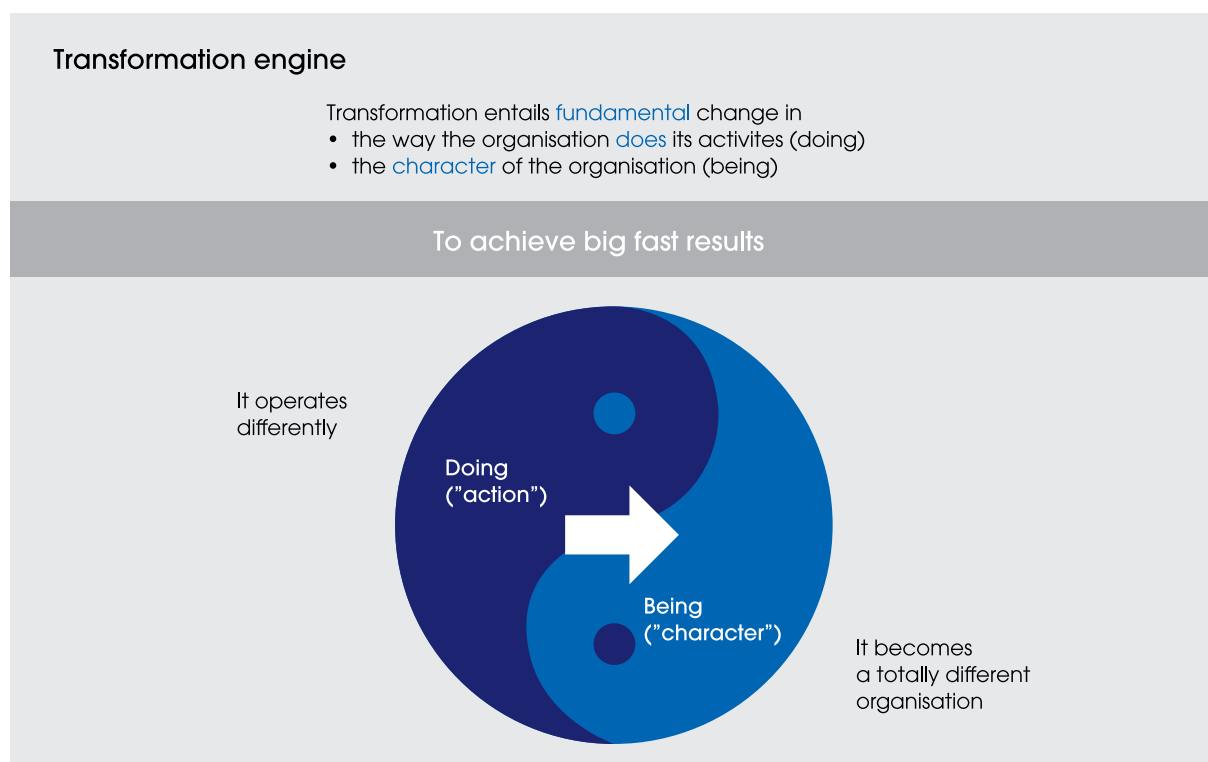 Transformation engine
Transformation entails fundamental change in
• the way the organisation does its activites (doing)
• the character of the organisation (being)
To achieve big fast results
It operates
differently
Doing
(”action”)
Being
(”character”)
It becomes
a totally different
organisation